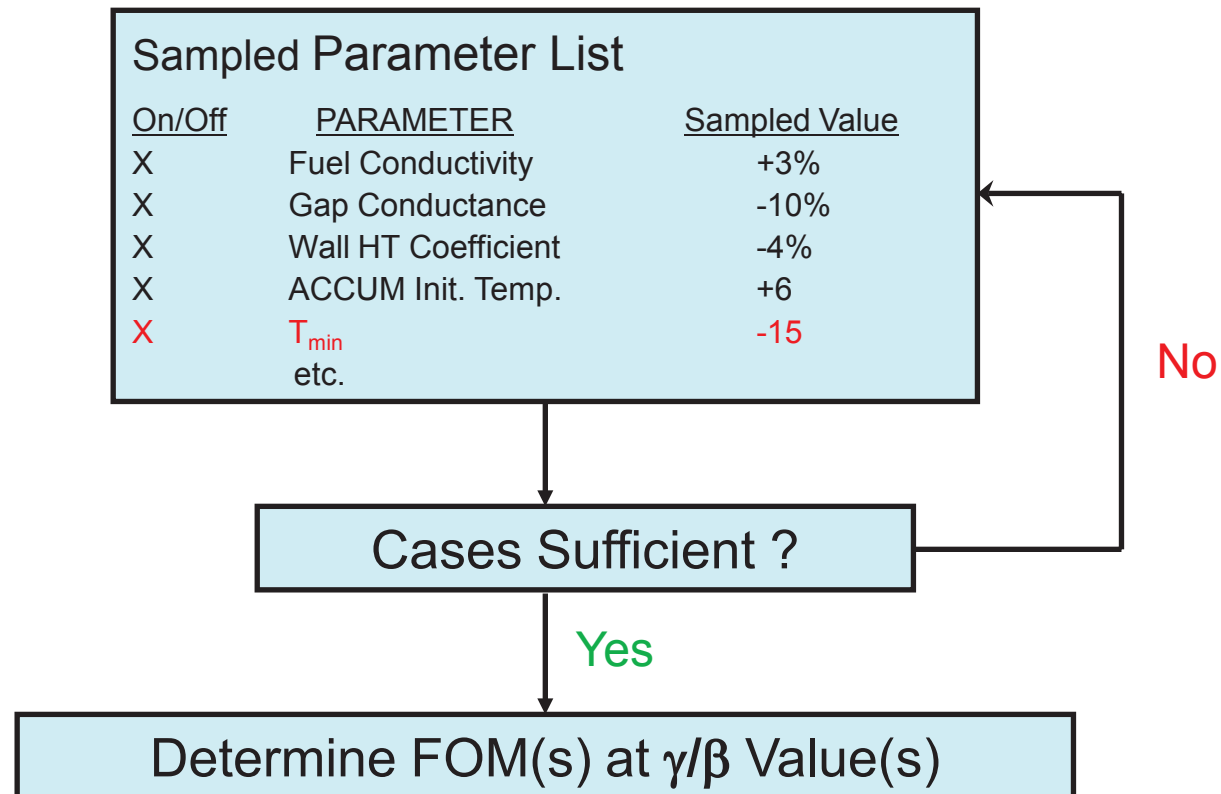 Sampled Parameter List
On/Off PARAMETER Sampled Value
X Fuel Conductivity +3%
X Gap Conductance -10%
X Wall HT Coefficient -4%
X ACCUM Init. Temp. +6
X Tmin -15
etc.
No
Cases Sufficient ?
Yes
Determine FOM(s) at γ/β Value(s)